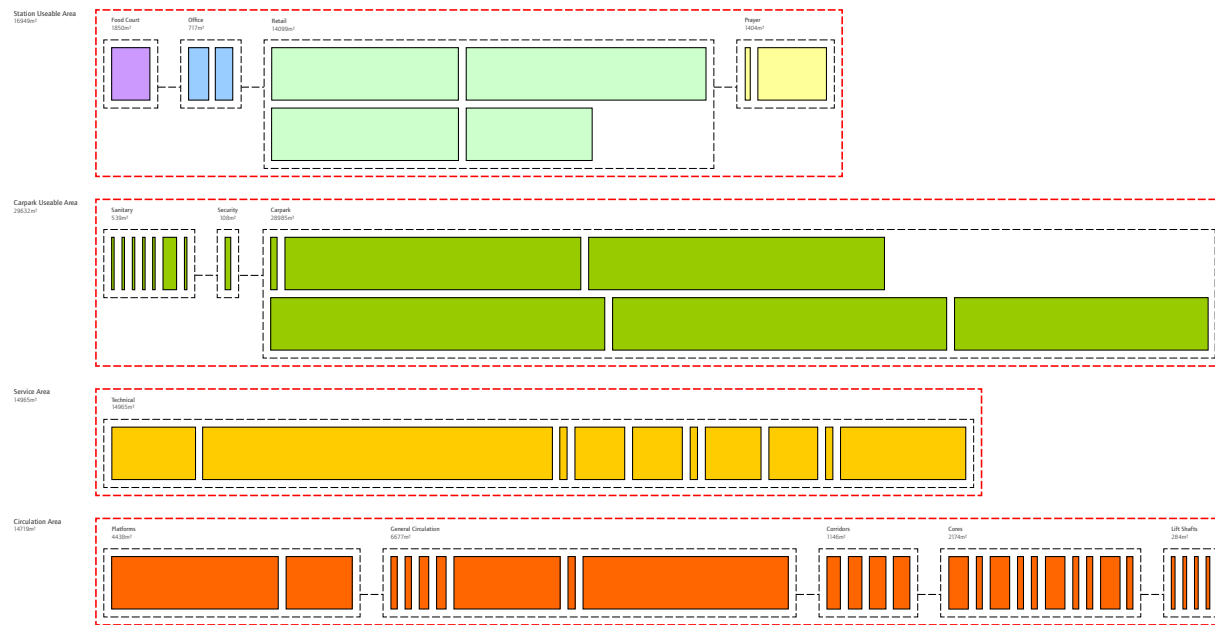 Station Useable Area
16949m²
Food Court
1850m²
Office
717m²
Retail
14099m²
Prayer
1404m²
Carpark Useable Area
29632m²
Sanitary
539m²
Security
108m²
Carpark
28985m²
Service Area
14965m²
Technical
14965m²
Circulation Area
14719m²
Platforms
4438m²
General Circulation
6677m²
Corridors
1146m²
Cores
2174m²
Lift Shafts
284m²